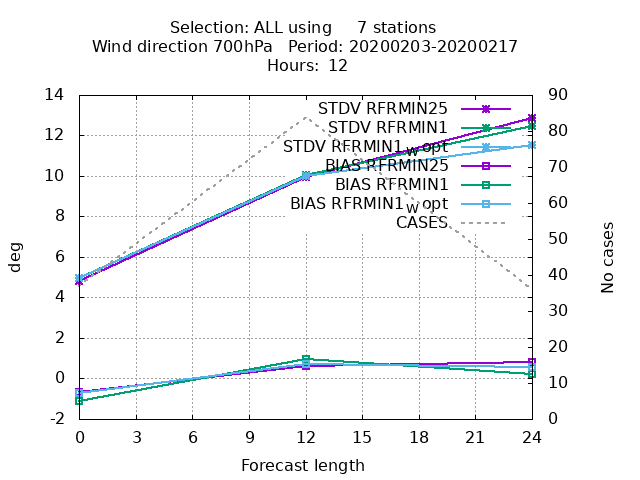 Selection: ALL using     7 stations
Wind direction 700hPa   Period: 20200203-20200217
Hours: 12
14
12
10
8
6
4
2
0
-2
deg
90
80
70
60
50
40
30
20
10
0
No cases
STDV RFRMIN25
STDV RFRMIN1
STDV RFRMIN1_wopt
BIAS RFRMIN25
BIAS RFRMIN1
BIAS RFRMIN1_wopt
CASES
0 3 6 9 12 15 18 21 24
Forecast length